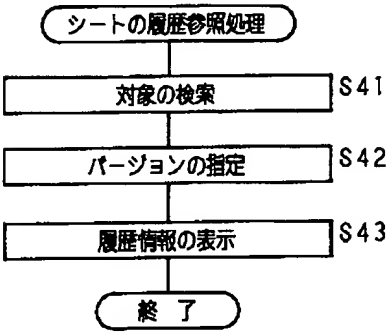 シートの履歴参照処理
対象の検索 S41
バージョンの指定 S42
履歴情報の表示 S43
終 了